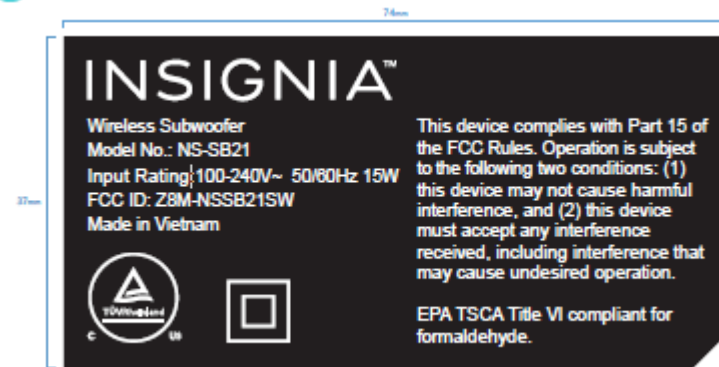 74mm
37mm
INSIGNIA™
Wireless Subwoofer
Model No.: NS-SB21
Input Rating:100-240V~ 50/60Hz 15W
FCC ID: Z8M-NSSB21SW
Made in Vietnam
TÜVRheinland
C US
This device complies with Part 15 of
the FCC Rules. Operation is subject
to the following two conditions: (1)
this device may not cause harmful
interference, and (2) this device
must accept any interference
received, including interference that
may cause undesired operation.
EPA TSCA Title VI compliant for
formaldehyde.